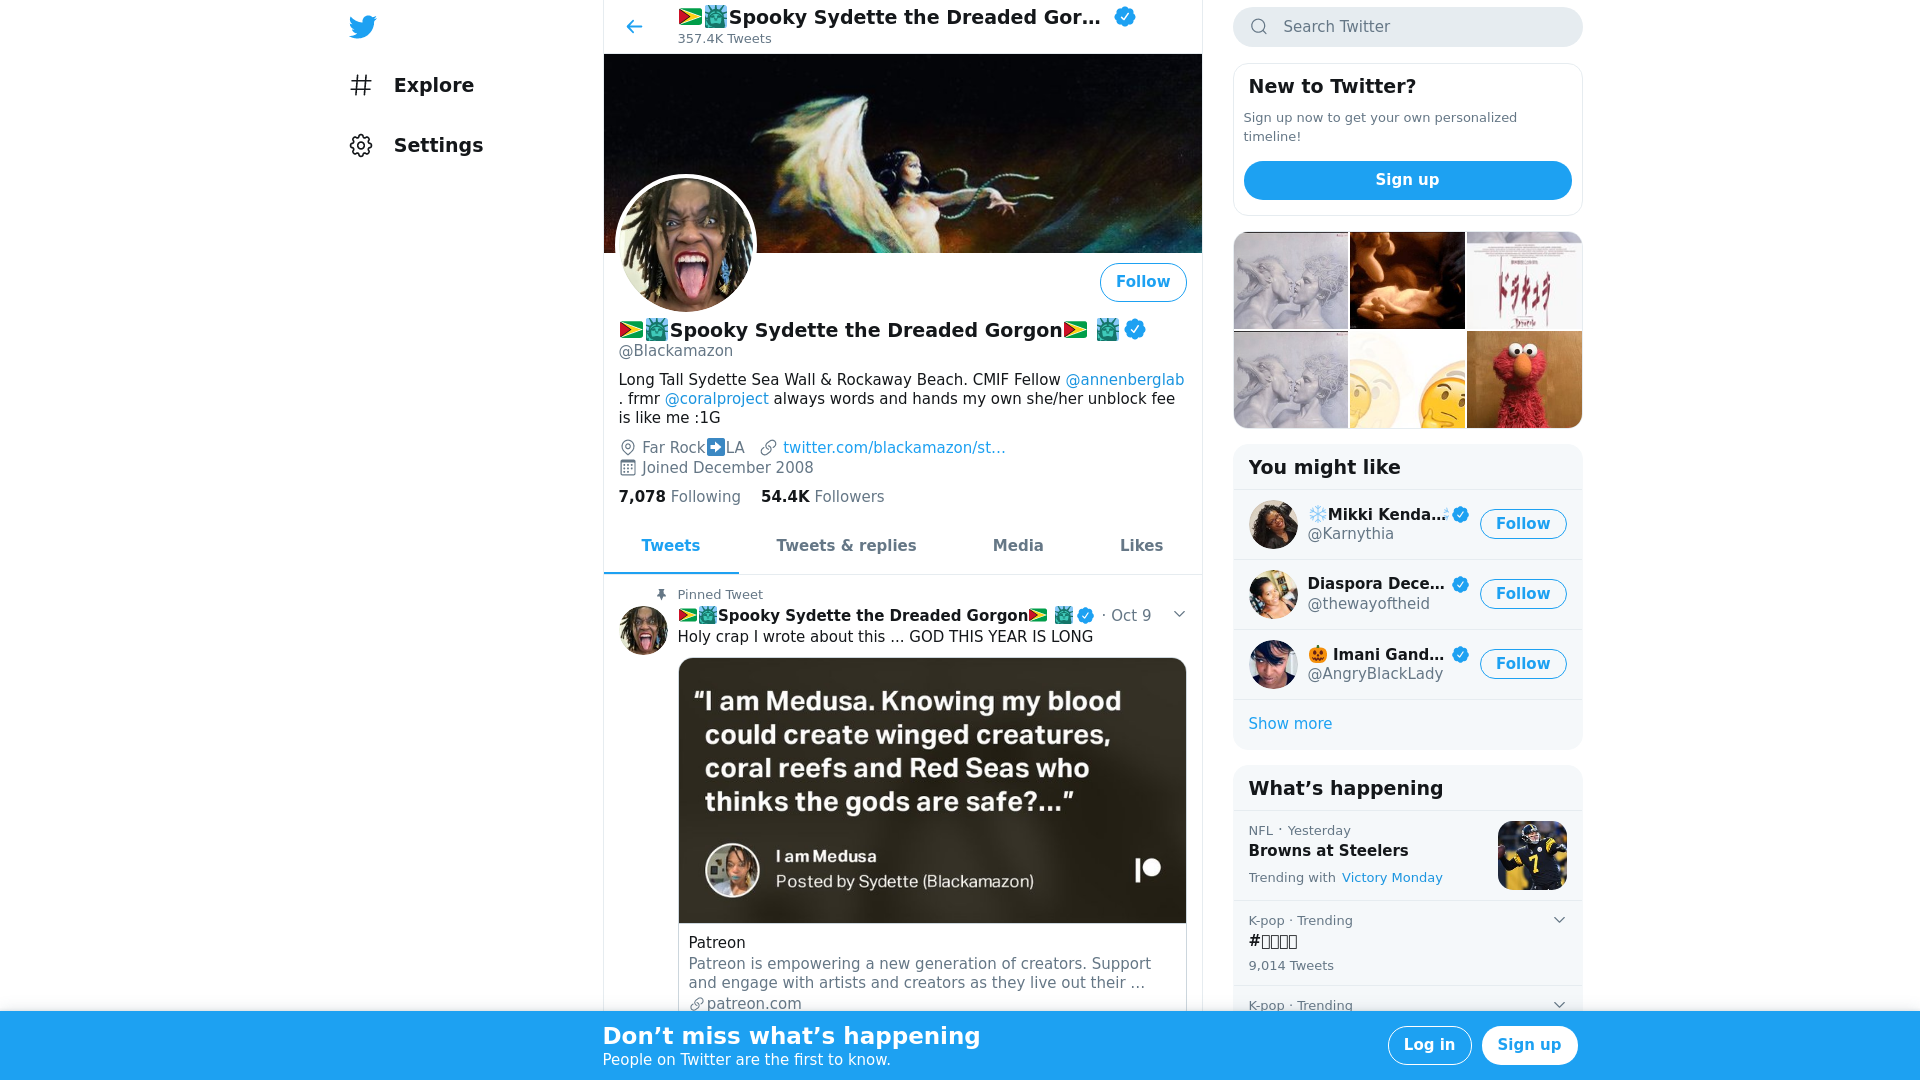 Explore
Settings
Spooky Sydette the Dreaded Gor...
357.4K Tweets
Follow
Spooky Sydette the Dreaded Gorgon
@Blackamazon
Long Tall Sydette Sea Wall & Rockaway Beach. CMIF Fellow @annenberglab
. frmr @coralproject always words and hands my own she/her unblock fee
is like me :1G
Far Rock➡LA twitter.com/blackamazon/st…
Joined December 2008
7,078 Following 54.4K Followers
Tweets Tweets & replies Media Likes
Pinned Tweet
Spooky Sydette the Dreaded Gorgon · Oct 9
Holy crap I wrote about this ... GOD THIS YEAR IS LONG
“I am Medusa. Knowing my blood
could create winged creatures,
coral reefs and Red Seas who
thinks the gods are safe?...”
I am Medusa
Posted by Sydette (Blackamazon)
Patreon
Patreon is empowering a new generation of creators. Support
and engage with artists and creators as they live out their …
patreon.com
Search Twitter
New to Twitter?
Sign up now to get your own personalized
timeline!
Sign up
ドラキュラ
You might like
Mikki Kenda...
@Karnythia
Follow
Diaspora Dece...
@thewayoftheid
Follow
Imani Gand...
@AngryBlackLady
Follow
Show more
What’s happening
NFL · Yesterday
Browns at Steelers
Trending with Victory Monday
K-pop · Trending
#
9,014 Tweets
K-pop · Trending
Don’t miss what’s happening
People on Twitter are the first to know.
Log in Sign up